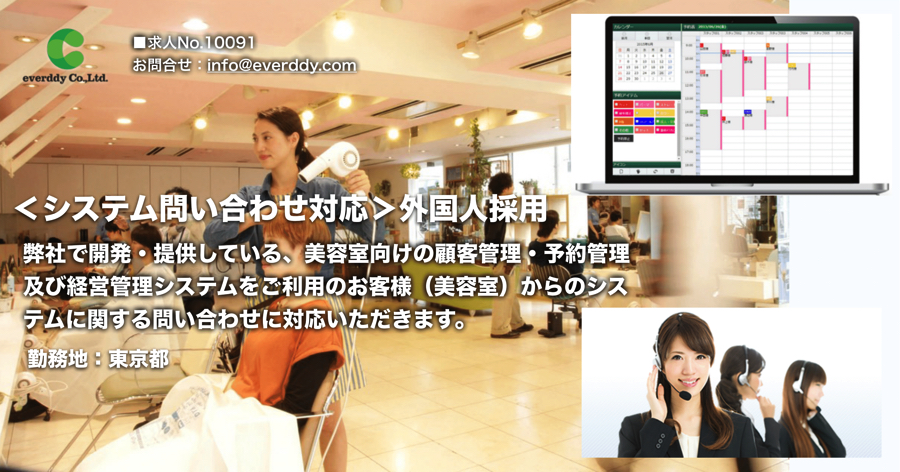 everddy Co.,Ltd.
■求人No.10091
お問合せ：info@everddy.com
＜システム問い合わせ対応＞外国人採用
弊社で開発・提供している、美容室向けの顧客管理・予約管理
及び経営管理システムをご利用のお客様（美容室）からのシス
テムに関する問い合わせに対応いただきます。
勤務地：東京都